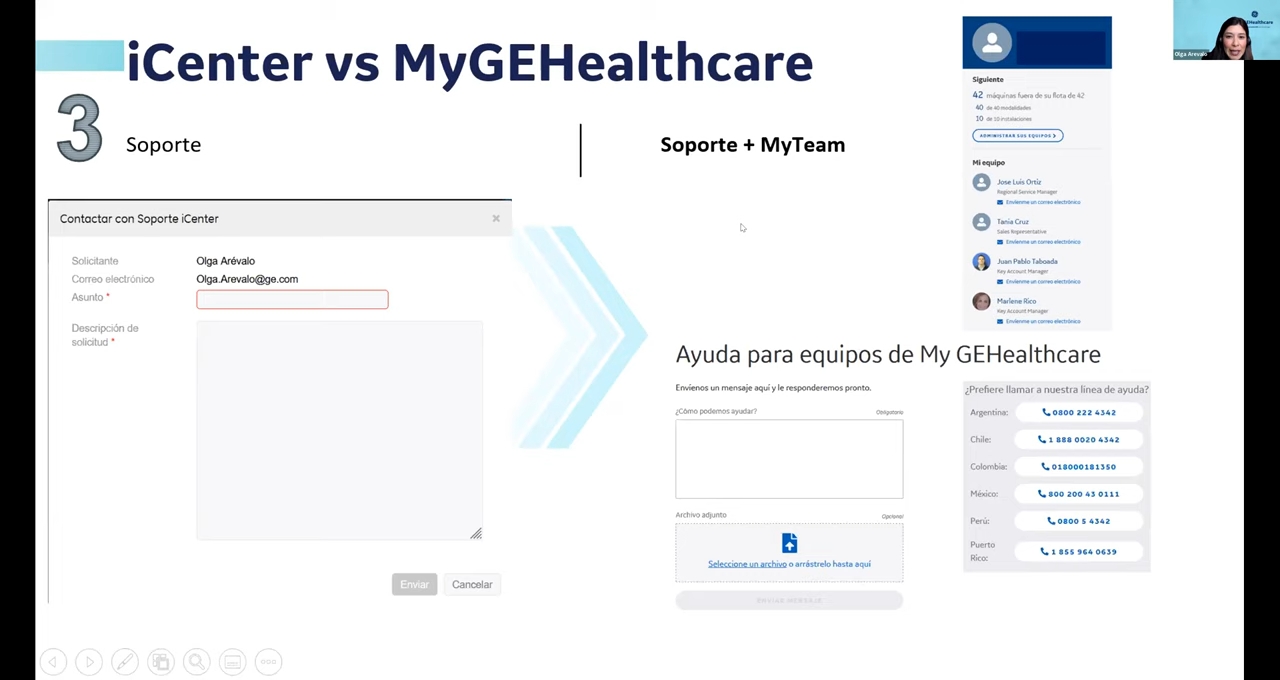 iCenter vs MyGEHealthcare
3
Soporte
Soporte + MyTeam
Contactar con Soporte iCenter
Solicitante Olga Arévalo
Correo electrónico Olga.Arevalo@ge.com
Asunto *
Descripción de
solicitud *
Enviar Cancelar
Siguiente
42 máquinas fuera de su flota de 42
40 de 40 modalidades
10 de 10 instalaciones
ADMINISTRAR SUS EQUIPOS
Mi equipo
Jose Luis Ortiz
Regional Service Manager
Envíenme un correo electrónico
Tania Cruz
Sales Representative
Envíenme un correo electrónico
Juan Pablo Taboada
Key Account Manager
Envíenme un correo electrónico
Marlene Rico
Key Account Manager
Envíenme un correo electrónico
Ayuda para equipos de My GEHealthcare
Envíenos un mensaje aquí y le responderemos pronto.
¿Cómo podemos ayudar? Obligatorio
Archivo adjunto Opcional
Seleccione un archivo o arrástrelo hasta aquí
ENVIAR MENSAJE
¿Prefiere llamar a nuestra línea de ayuda?
Argentina: 0800 222 4342
Chile: 1 888 0020 4342
Colombia: 018000181350
México: 800 200 43 0111
Perú: 0800 5 4342
Puerto
Rico: 1 855 964 0639
Olga Arevalo